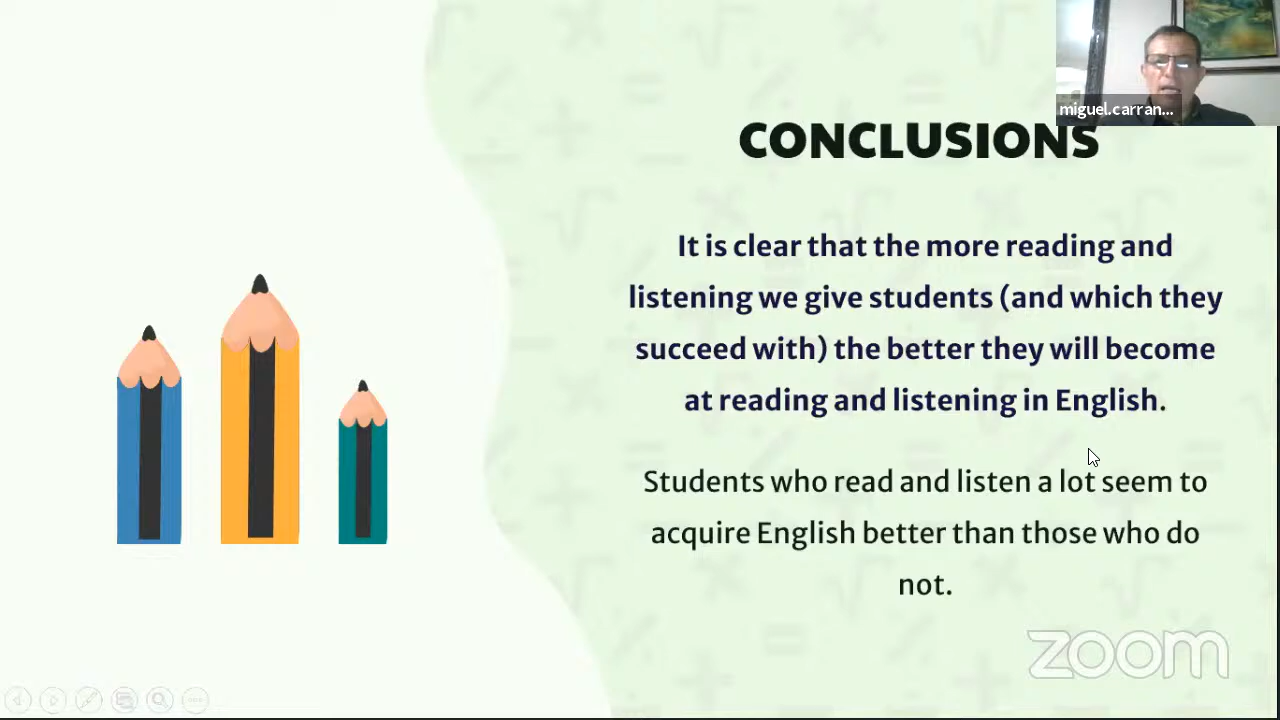 miguel.carran...
CONCLUSIONS
It is clear that the more reading and
listening we give students (and which they
succeed with) the better they will become
at reading and listening in English.
Students who read and listen a lot seem to
acquire English better than those who do
not.
zoom